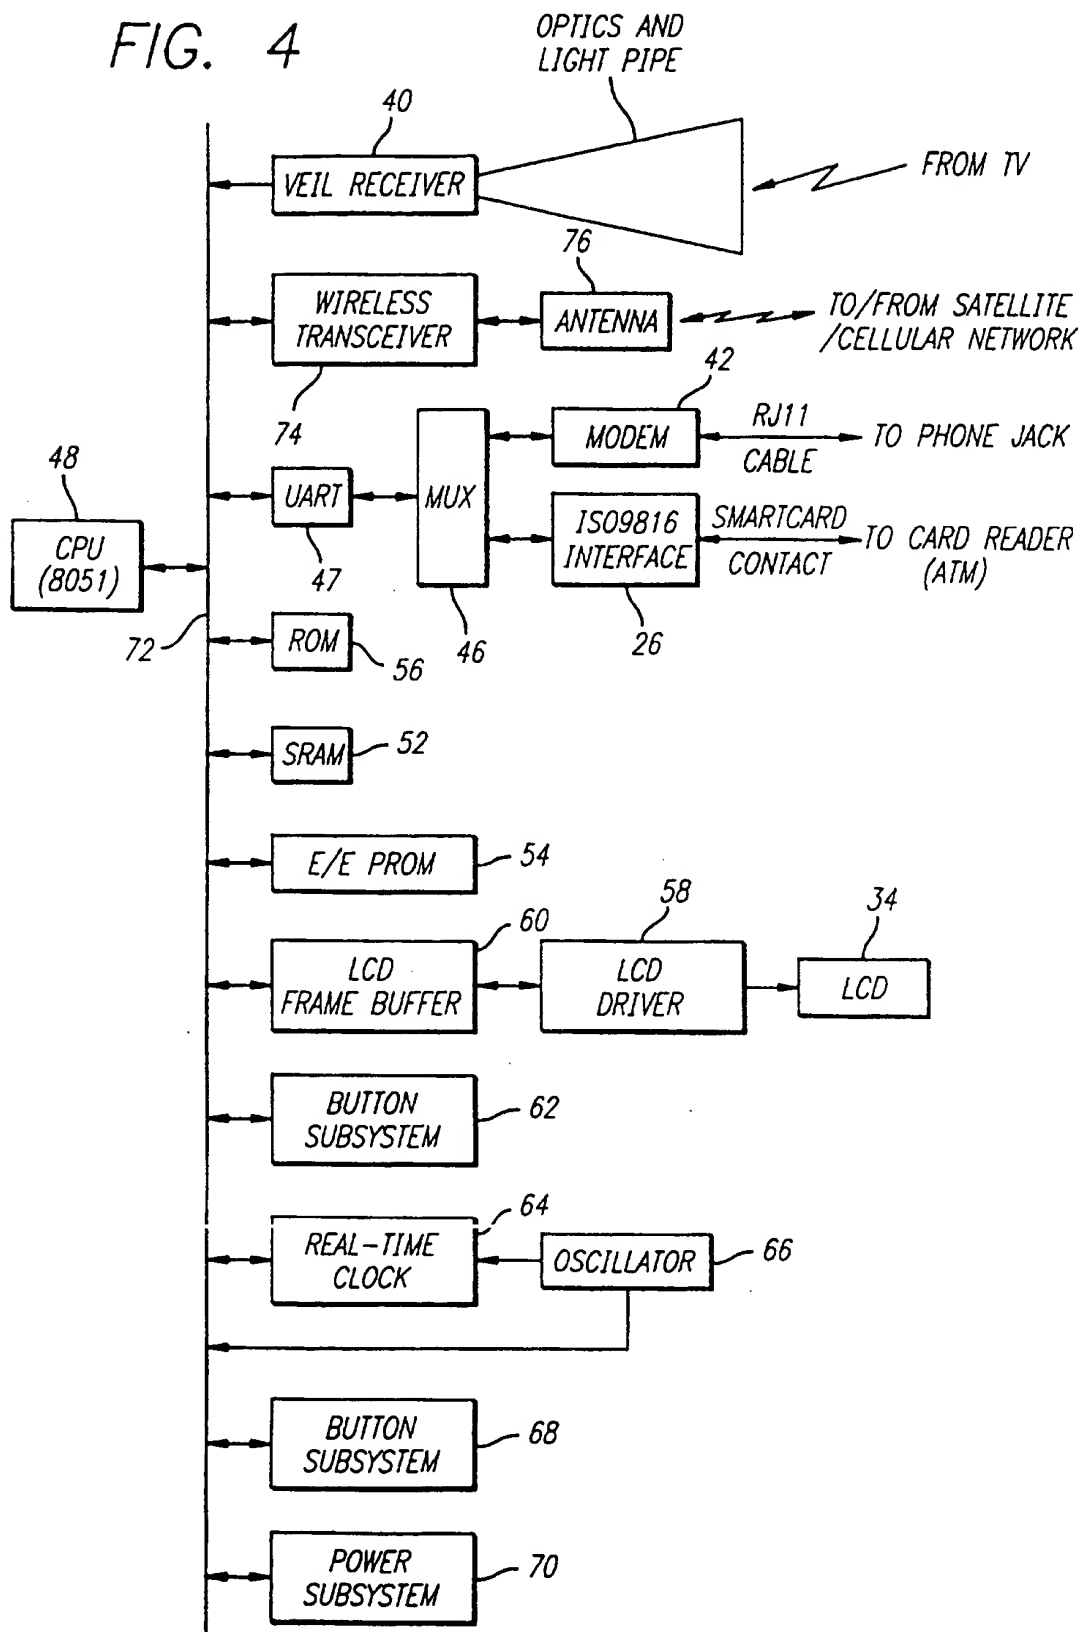 FIG. 4
OPTICS AND
LIGHT PIPE
40
VEIL RECEIVER
FROM TV
76
WIRELESS
TRANSCEIVER
ANTENNA
TO/FROM SATELLITE
/CELLULAR NETWORK
74
42
MODEM
RJ11
CABLE
TO PHONE JACK
48
CPU
(8051)
UART
47
MUX
46
ISO9816
INTERFACE
26
SMARTCARD
CONTACT
TO CARD READER
(ATM)
72
ROM
56
SRAM
52
E/E PROM
54
60
LCD
FRAME BUFFER
58
LCD
DRIVER
34
LCD
BUTTON
SUBSYSTEM
62
64
REAL-TIME
CLOCK
OSCILLATOR
66
BUTTON
SUBSYSTEM
68
POWER
SUBSYSTEM
70